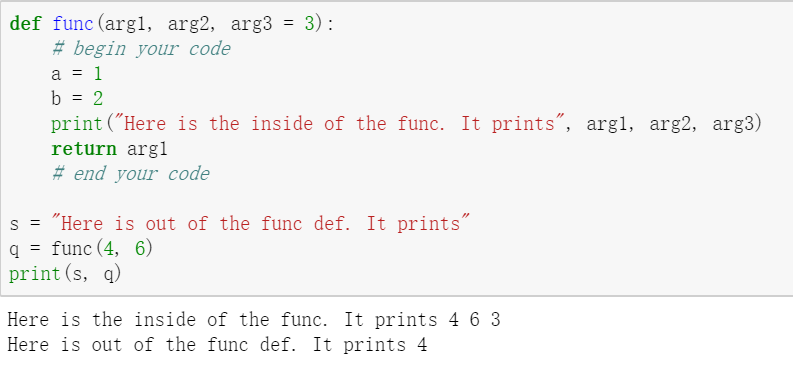 def func(arg1, arg2, arg3 = 3):
    # begin your code
    a = 1
    b = 2
    print("Here is the inside of the func. It prints", arg1, arg2, arg3)
    return arg1
    # end your code

s = "Here is out of the func def. It prints"
q = func(4, 6)
print(s, q)
Here is the inside of the func. It prints 4 6 3
Here is out of the func def. It prints 4